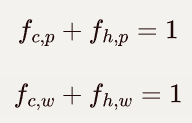 f_{c,p} + f_{h,p} = 1
f_{c,w} + f_{h,w} = 1